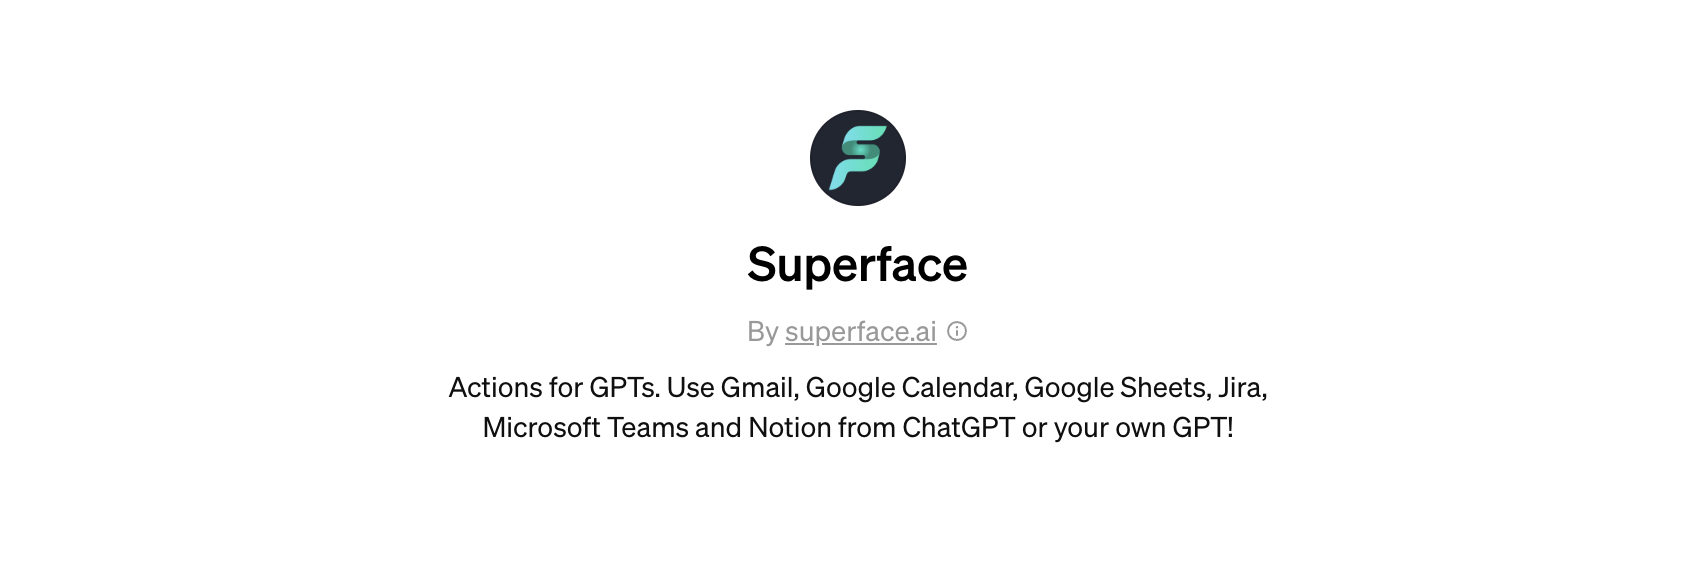 Superface
By superface.ai
Actions for GPTs. Use Gmail, Google Calendar, Google Sheets, Jira,
Microsoft Teams and Notion from ChatGPT or your own GPT!